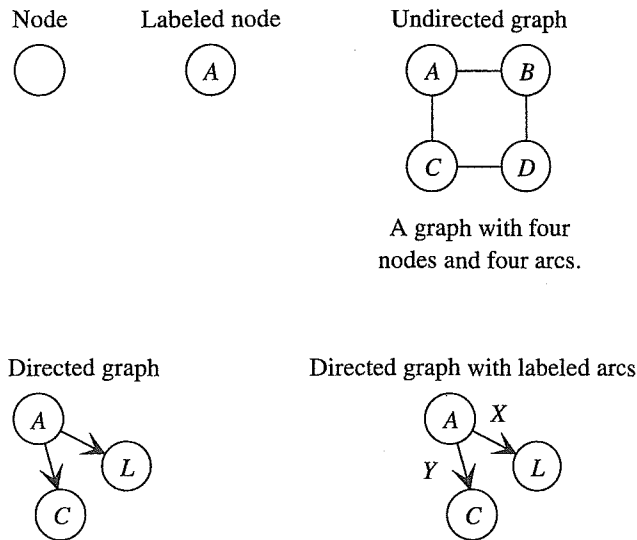 Node
Labeled node
Undirected graph
A
A
B
C
D
A graph with four
nodes and four arcs.
Directed graph
Directed graph with labeled arcs
A
L
C
A
X
Y
L
C